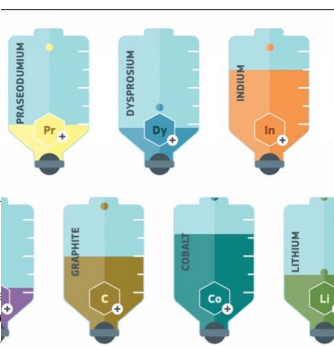 PRASEODUMIUM
Pr
+
DYSPROSIUM
Dy
+
INDIUM
In
+
+
GRAPHITE
C
+
COBALT
Co
+
LITHIUM
Li
+